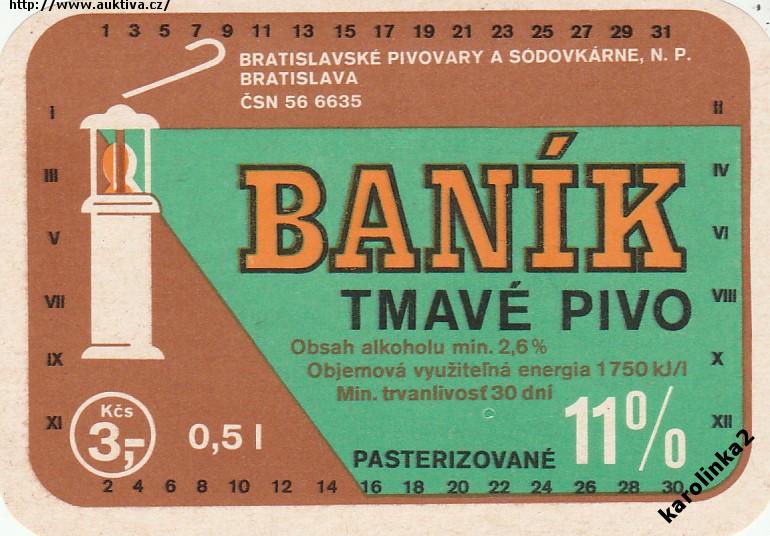 http://www.auktiva.cz/
1 3 5 7 9 11 13 15 17 19 21 23 25 27 29 31
BRATISLAVSKÉ PIVOVARY A SÓDOVKÁRNE, N. P.
BRATISLAVA
ČSN 56 6635
I II
III IV
V VI
VII VIII
IX X
XI XII
BANÍK
TMAVÉ PIVO
Obsah alkoholu min. 2,6%
Objemová využiteľná energia 1750 kJ/l
Min. trvanlivosť 30 dní
Kčs
3,-
0,5 l
11%
PASTERIZOVANÉ
2 4 6 8 10 12 14 16 18 20 22 24 26 28 30
karolinka2